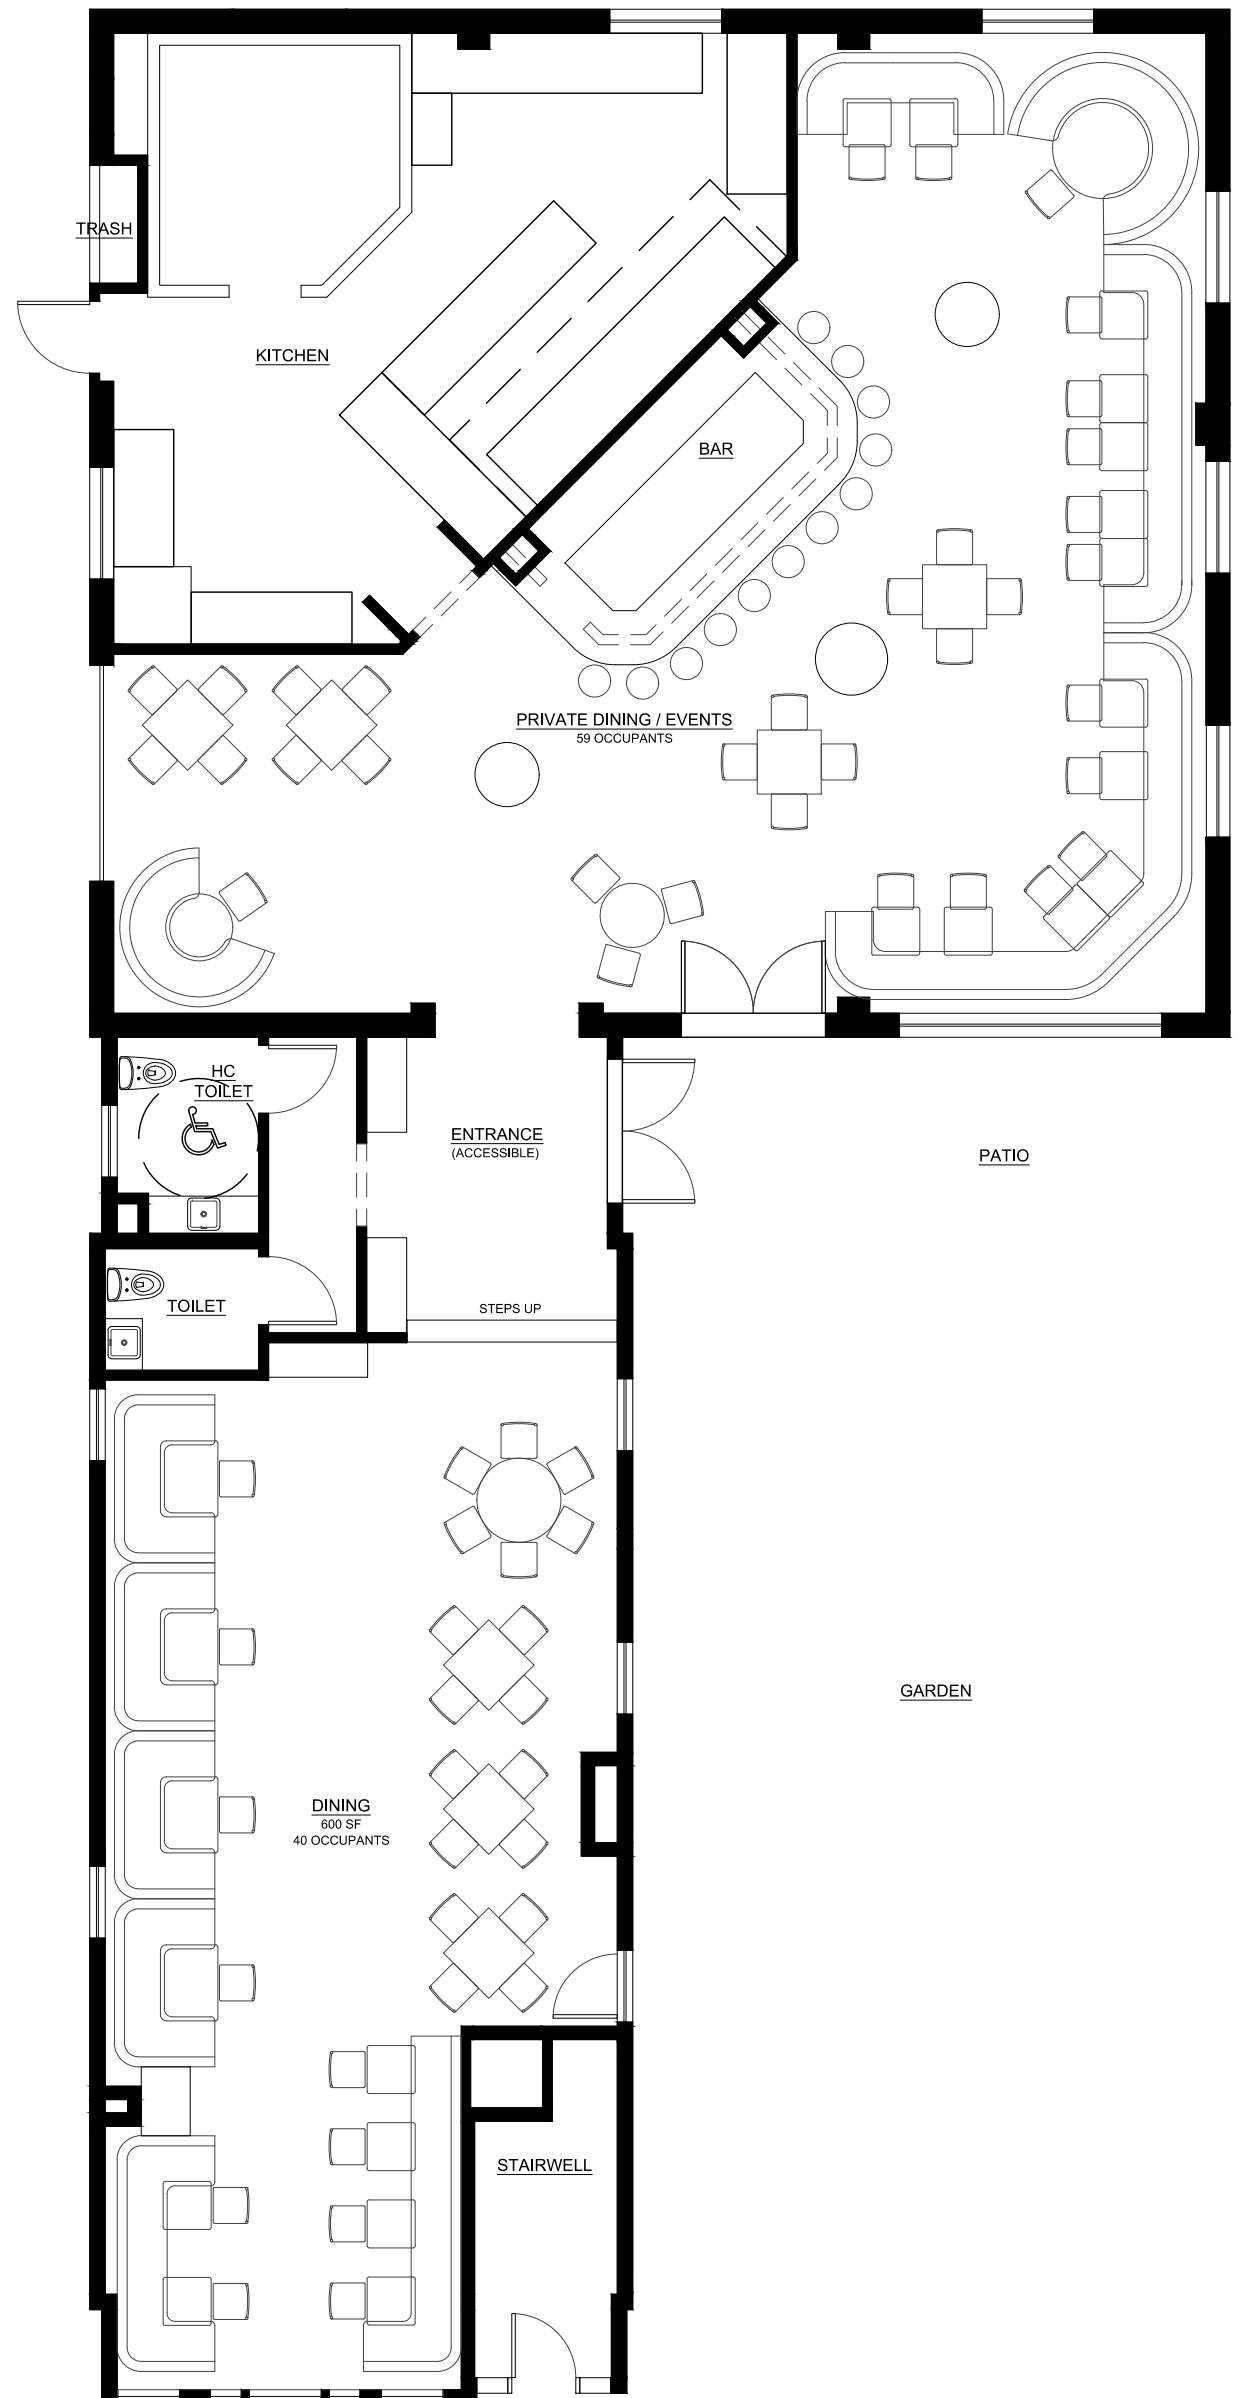 TRASH
KITCHEN
BAR
PRIVATE DINING / EVENTS
59 OCCUPANTS
HC
TOILET
ENTRANCE
(ACCESSIBLE)
PATIO
TOILET
STEPS UP
GARDEN
DINING
600 SF
40 OCCUPANTS
STAIRWELL